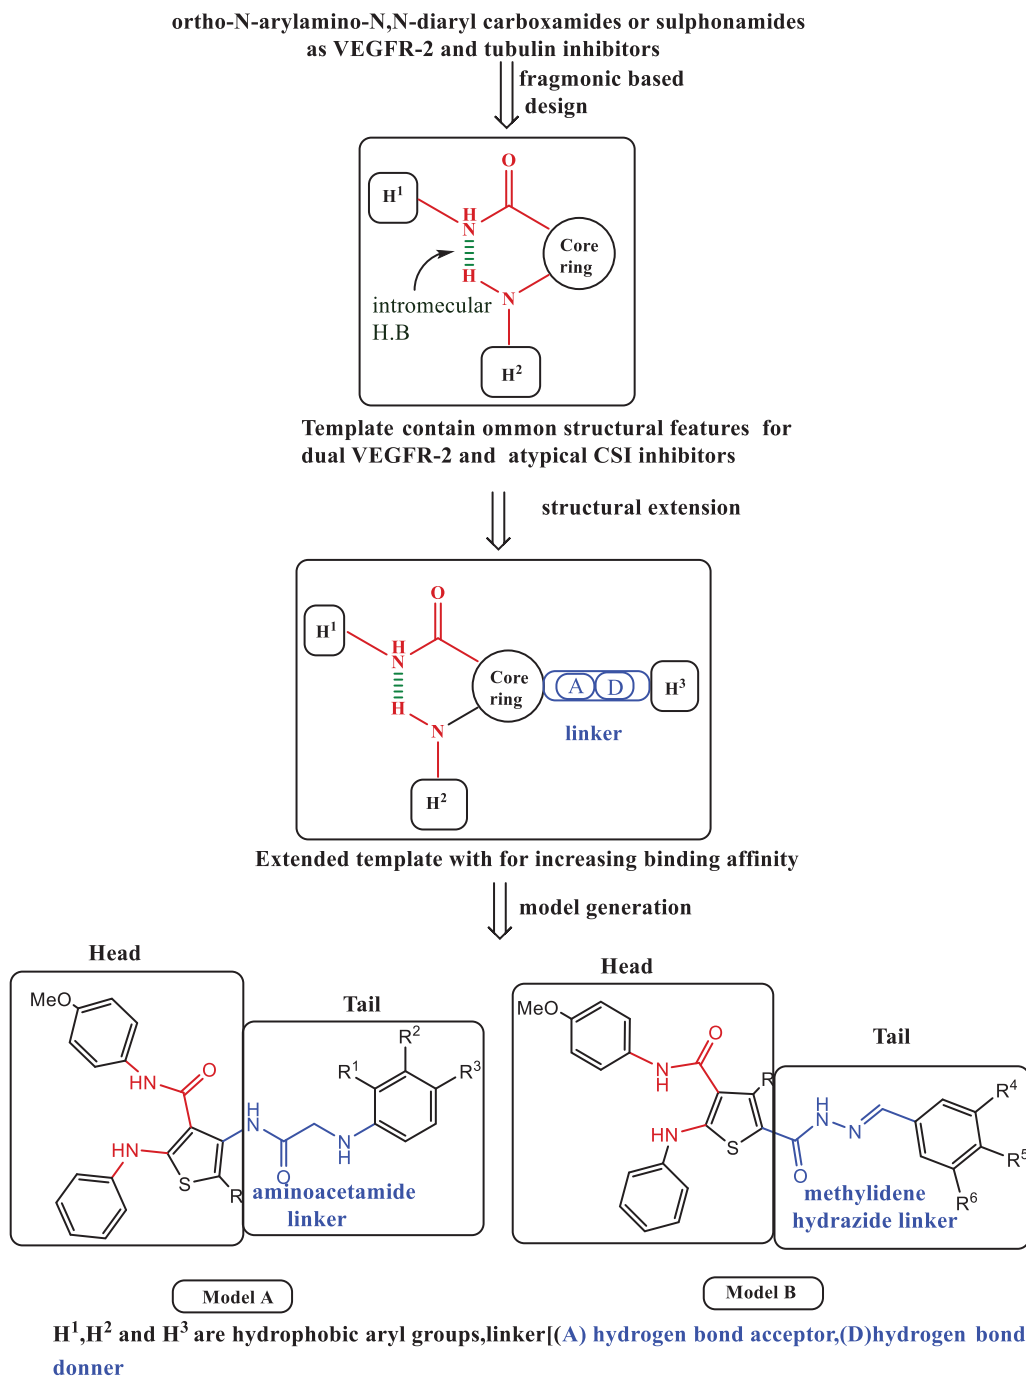 ortho-N-arylamino-N,N-diaryl carboxamides or sulphonamides
as VEGFR-2 and tubulin inhibitors
fragmonic based
design
O
H¹
H
N
Core
ring
H
N
intromecular
H.B
H²
Template contain ommon structural features for
dual VEGFR-2 and atypical CSI inhibitors
structural extension
O
H¹
H
N
Core
ring
A D
H³
H
N
linker
H²
Extended template with for increasing binding affinity
model generation
Head
MeO
Tail
R²
R¹
R³
O
HN
H
N
HN
O
N
H
S
R
aminoacetamide
linker
Head
MeO
Tail
O
N
H
R
R⁴
H
N
N
HN
S
O
R⁵
R⁶
methylidene
hydrazide linker
Model A
Model B
H¹,H² and H³ are hydrophobic aryl groups,linker[(A) hydrogen bond acceptor,(D)hydrogen bond
donner